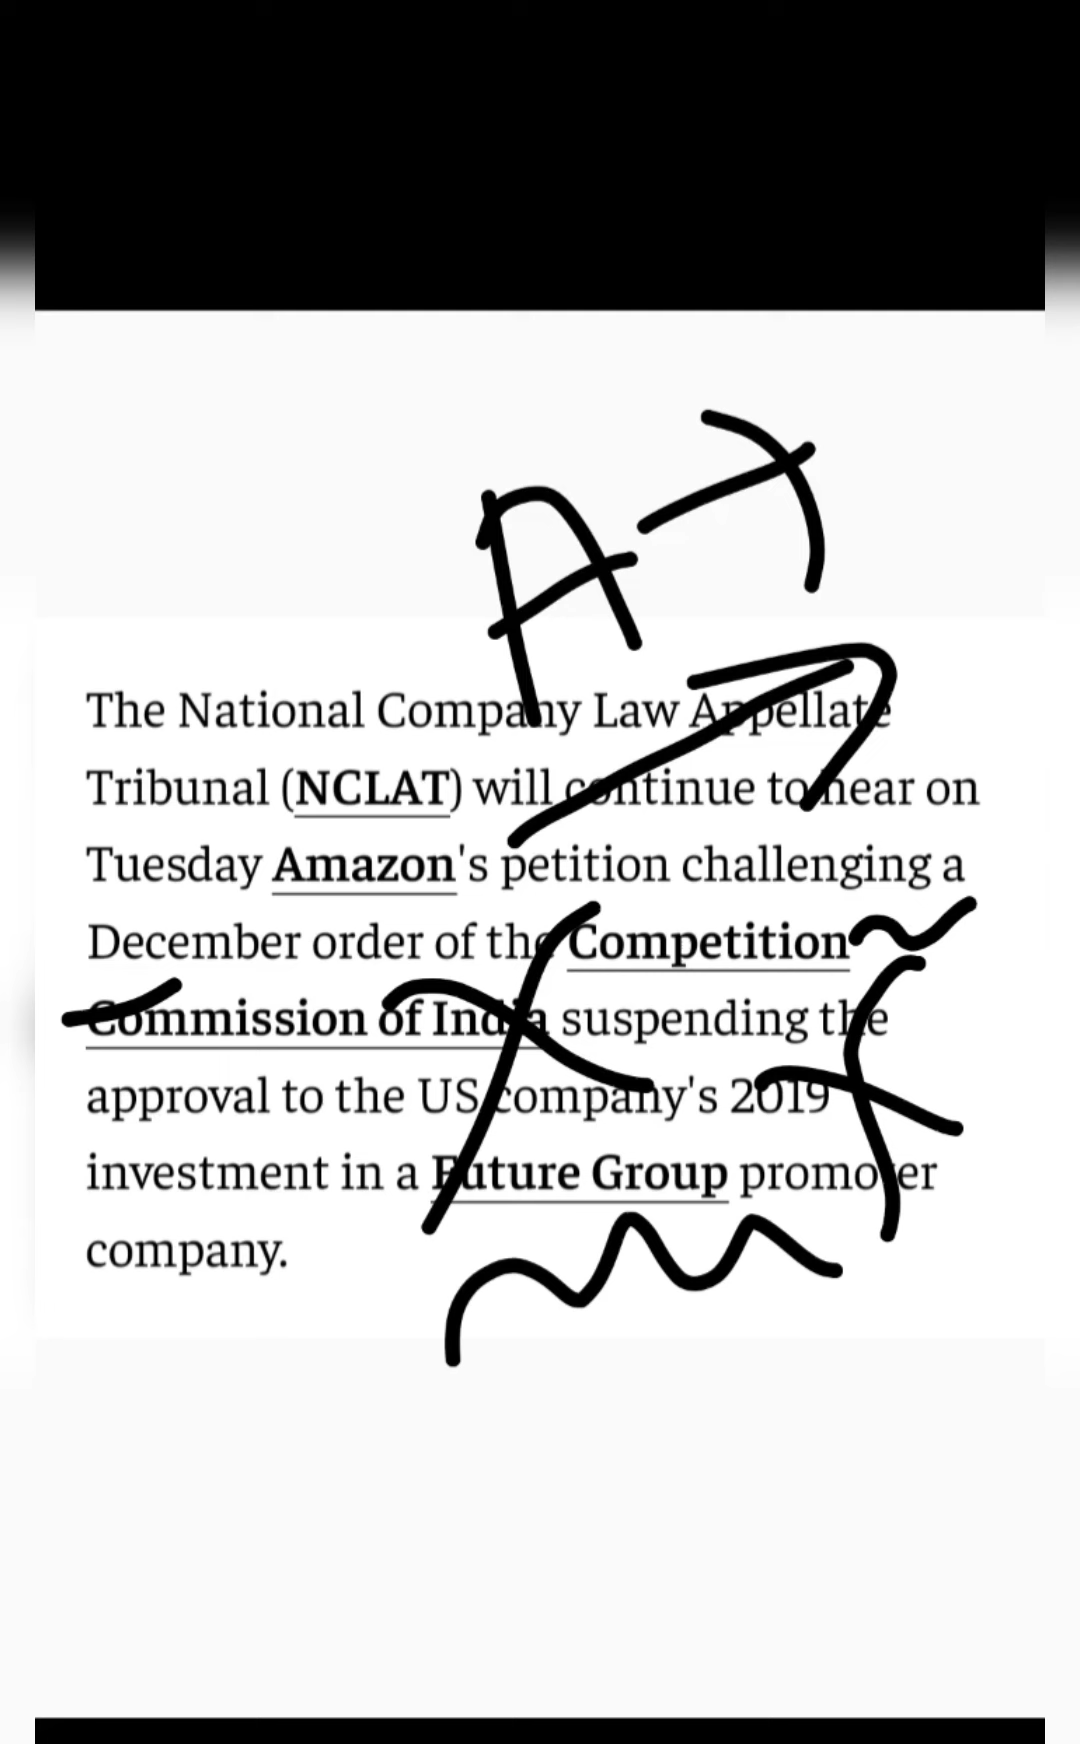 The National Company Law Appellate
Tribunal (NCLAT) will continue to hear on
Tuesday Amazon's petition challenging a
December order of the Competition
Commission of India suspending the
approval to the US company's 2019
investment in a Future Group promoter
company.